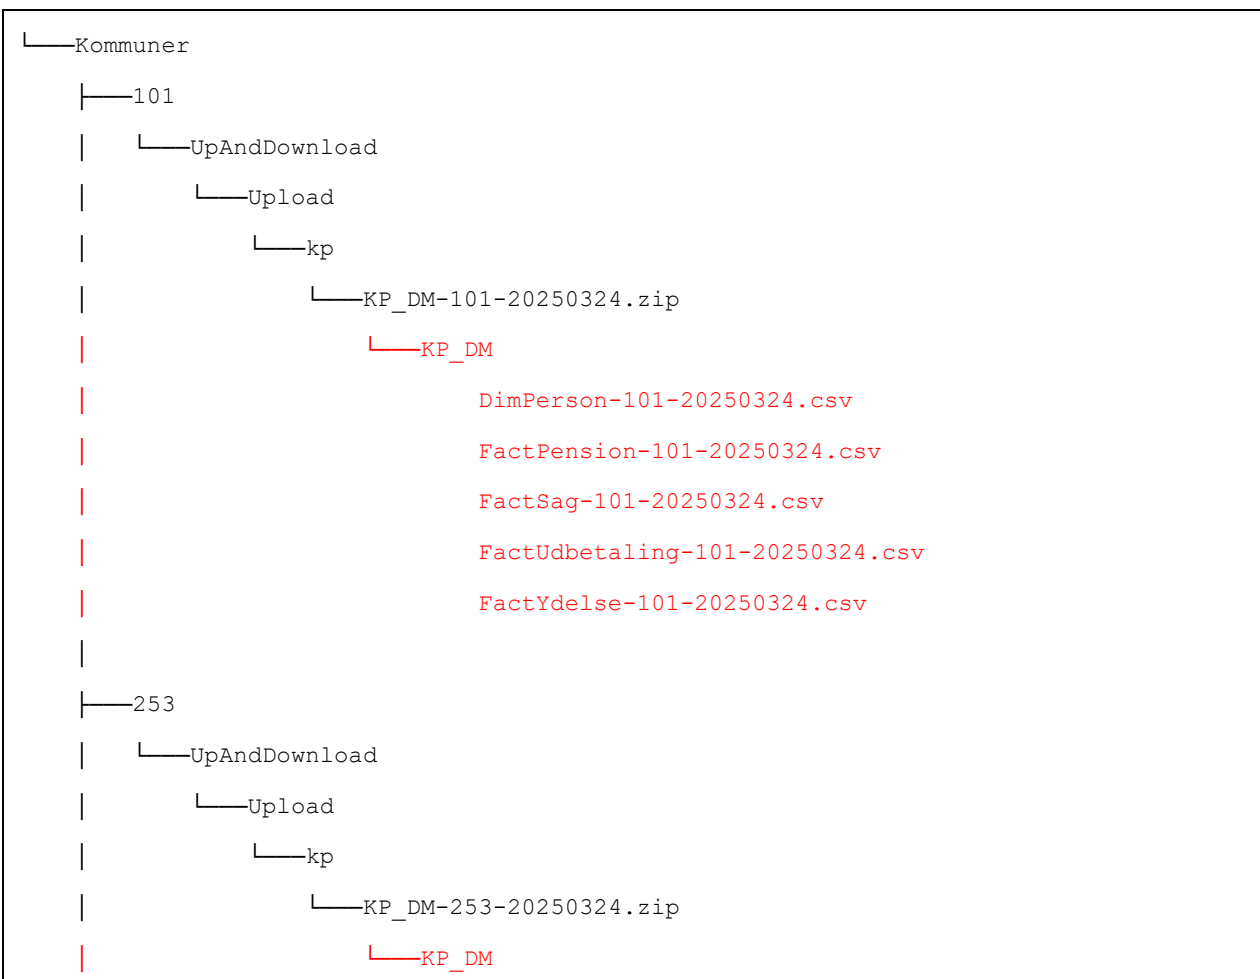 └───Kommuner
    ├───101
    │   └───UpAndDownload
    │       └───Upload
    │           └───kp
    │               └───KP_DM-101-20250324.zip
    │                   └───KP_DM
    │                           DimPerson-101-20250324.csv
    │                           FactPension-101-20250324.csv
    │                           FactSag-101-20250324.csv
    │                           FactUdbetaling-101-20250324.csv
    │                           FactYdelse-101-20250324.csv
    │
    ├───253
    │   └───UpAndDownload
    │       └───Upload
    │           └───kp
    │               └───KP_DM-253-20250324.zip
    │                   └───KP_DM